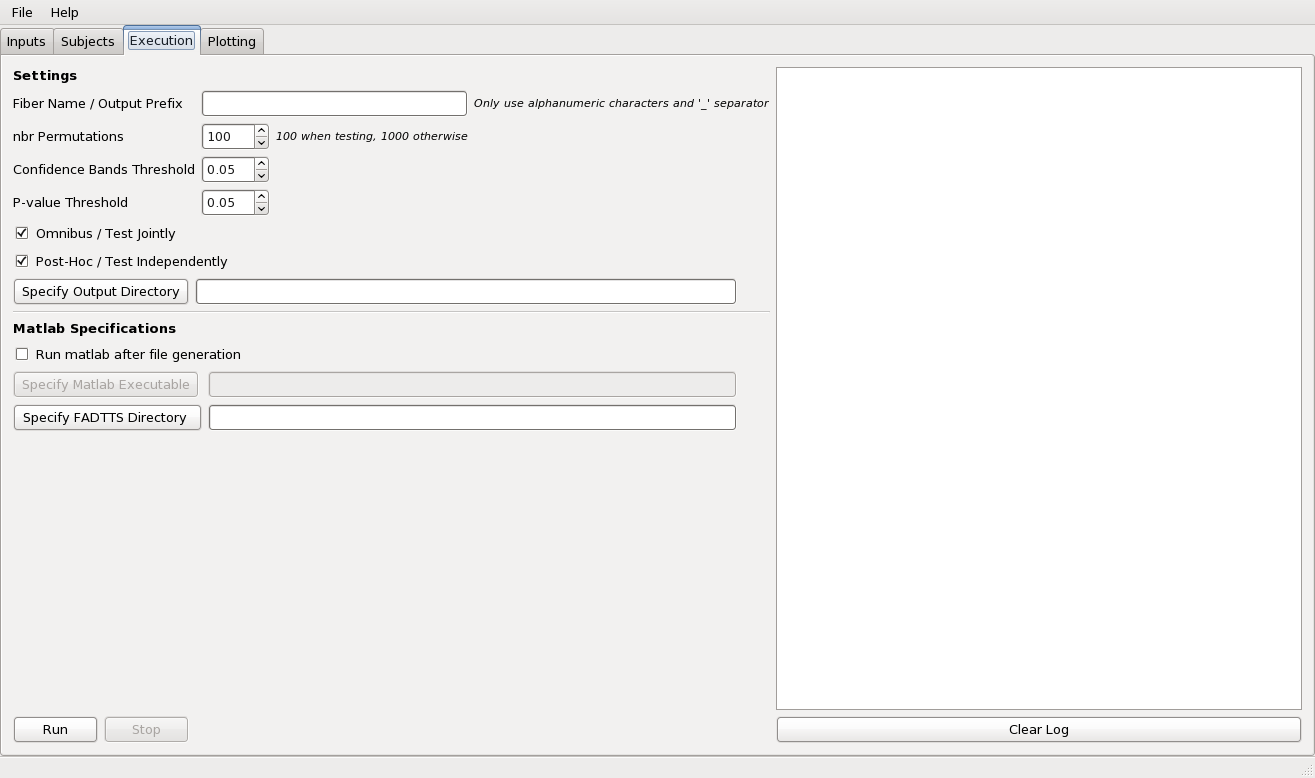 File Help
Inputs Subjects Execution Plotting
Settings
Fiber Name / Output Prefix Only use alphanumeric characters and '_' separator
nbr Permutations 100 100 when testing, 1000 otherwise
Confidence Bands Threshold 0.05
P-value Threshold 0.05
Omnibus / Test Jointly
Post-Hoc / Test Independently
Specify Output Directory
Matlab Specifications
Run matlab after file generation
Specify Matlab Executable
Specify FADTTS Directory
Run Stop Clear Log